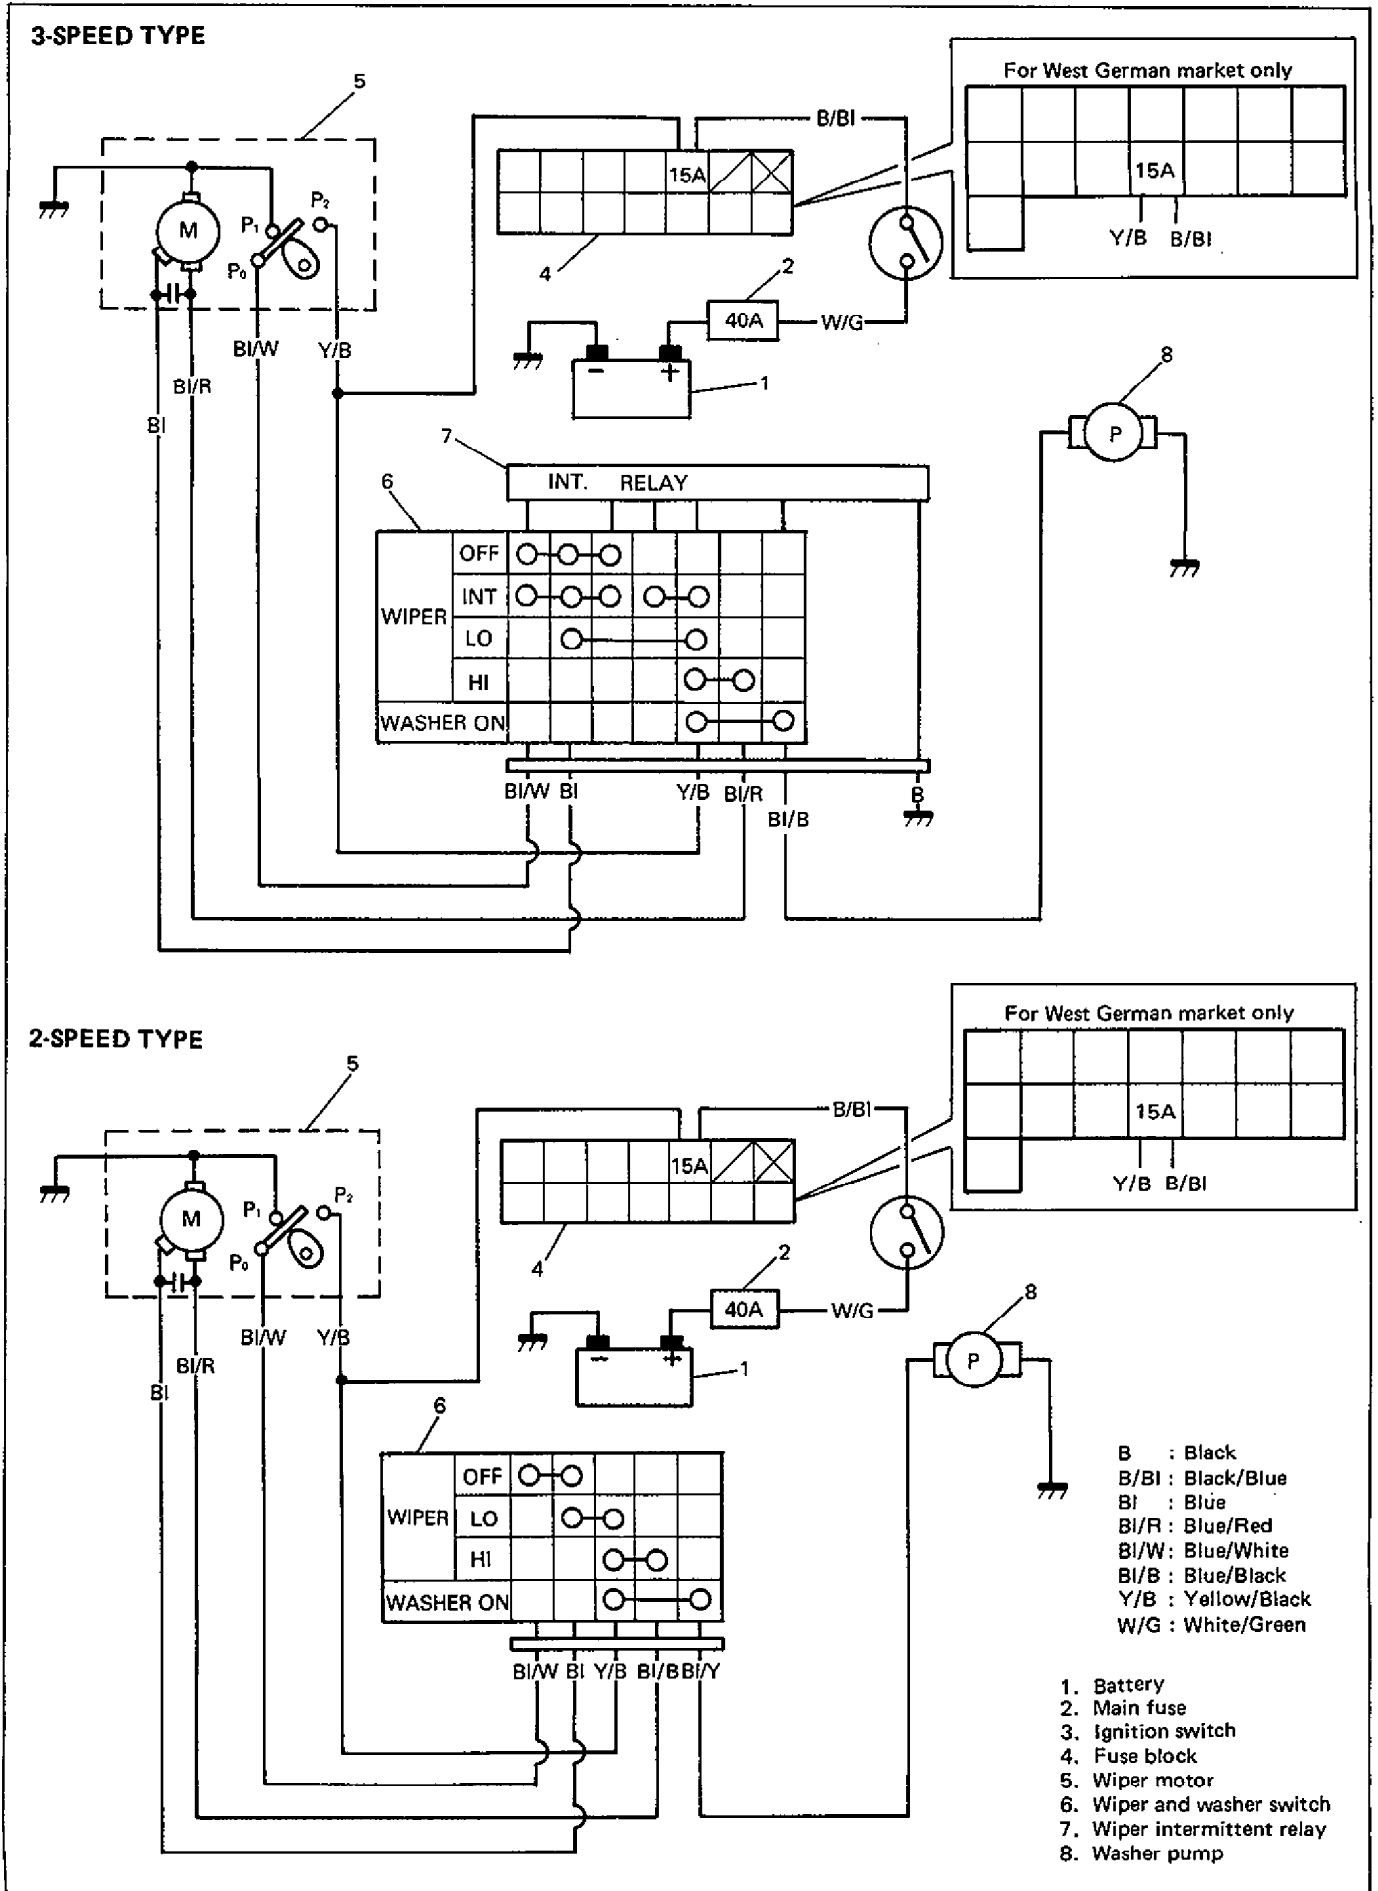 3-SPEED TYPE
5
For West German market only
15A
Y/B B/Bl
B/Bl
15A
4
2
40A
W/G
1
M
P1
P2
P0
Bl/W
Y/B
Bl/R
Bl
8
P
7
INT. RELAY
6
WIPER
OFF
INT
LO
HI
WASHER ON
Bl/W Bl Y/B Bl/R Bl/B B
2-SPEED TYPE
5
For West German market only
15A
Y/B B/Bl
B/Bl
15A
4
2
40A
W/G
1
M
P1
P2
P0
Bl/W
Y/B
Bl/R
Bl
8
P
6
WIPER
OFF
LO
HI
WASHER ON
Bl/W Bl Y/B Bl/B Bl/Y
B : Black
B/Bl : Black/Blue
Bl : Blue
Bl/R : Blue/Red
Bl/W : Blue/White
Bl/B : Blue/Black
Y/B : Yellow/Black
W/G : White/Green
1. Battery
2. Main fuse
3. Ignition switch
4. Fuse block
5. Wiper motor
6. Wiper and washer switch
7. Wiper intermittent relay
8. Washer pump